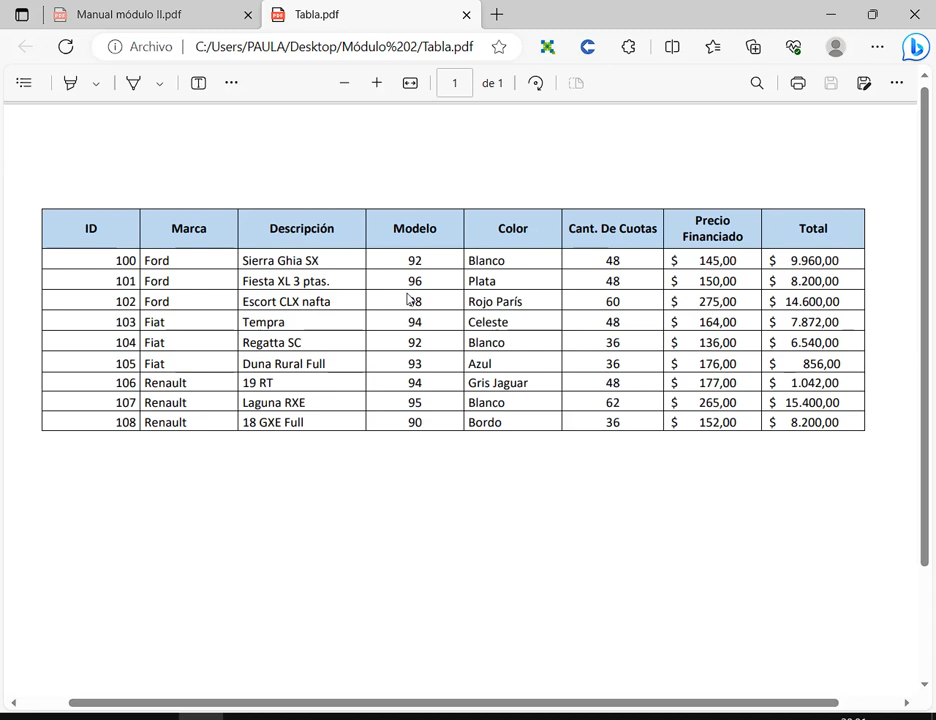 Manual módulo II.pdf
Tabla.pdf
Archivo C:/Users/PAULA/Desktop/Módulo%202/Tabla.pdf
1 de 1
ID Marca Descripción Modelo Color Cant. De Cuotas Precio Financiado Total
100 Ford Sierra Ghia SX 92 Blanco 48 $ 145,00 $ 9.960,00
101 Ford Fiesta XL 3 ptas. 96 Plata 48 $ 150,00 $ 8.200,00
102 Ford Escort CLX nafta Rojo París 60 $ 275,00 $ 14.600,00
103 Fiat Tempra 94 Celeste 48 $ 164,00 $ 7.872,00
104 Fiat Regatta SC 92 Blanco 36 $ 136,00 $ 6.540,00
105 Fiat Duna Rural Full 93 Azul 36 $ 176,00 $ 856,00
106 Renault 19 RT 94 Gris Jaguar 48 $ 177,00 $ 1.042,00
107 Renault Laguna RXE 95 Blanco 62 $ 265,00 $ 15.400,00
108 Renault 18 GXE Full 90 Bordo 36 $ 152,00 $ 8.200,00